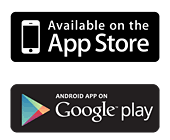 Available on the
App Store
ANDROID APP ON
Google play